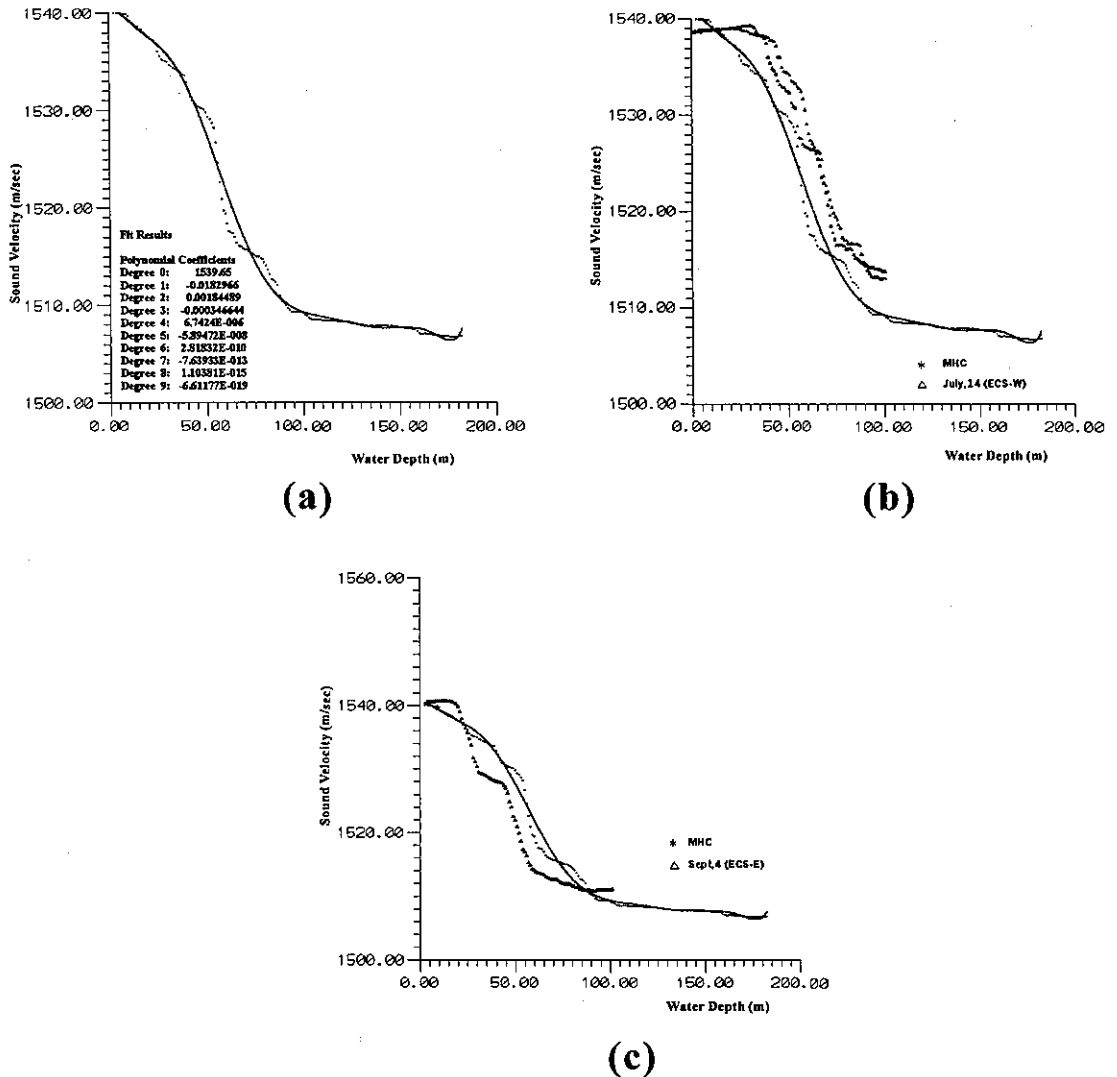 1540.00
1530.00
1520.00
1510.00
1500.00
Sound Velocity (m/sec)
Fit Results
Polynomial Coefficients
Degree 0: 1539.65
Degree 1: -0.0182966
Degree 2: 0.00184489
Degree 3: -0.000346644
Degree 4: 6.7424E-006
Degree 5: -5.89472E-008
Degree 6: 2.81832E-010
Degree 7: -7.63933E-013
Degree 8: 1.10381E-015
Degree 9: -6.61177E-019
0.00 50.00 100.00 150.00 200.00
Water Depth (m)
(a)
1540.00
1530.00
1520.00
1510.00
1500.00
Sound Velocity (m/sec)
* MHC
△ July,14 (ECS-W)
0.00 50.00 100.00 150.00 200.00
Water Depth (m)
(b)
1560.00
1540.00
1520.00
1500.00
Sound Velocity (m/sec)
* MHC
△ Sept,4 (ECS-E)
0.00 50.00 100.00 150.00 200.00
Water Depth (m)
(c)